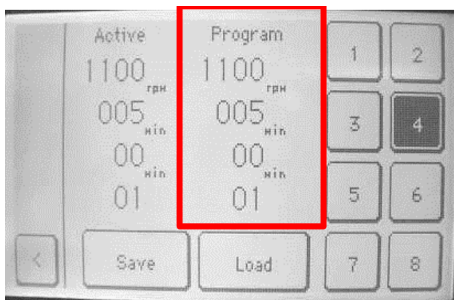 Active Program 1 2
1100 rpm 1100 rpm
005 min 005 min 3 4
00 min 00 min
01 01 5 6
< Save Load 7 8